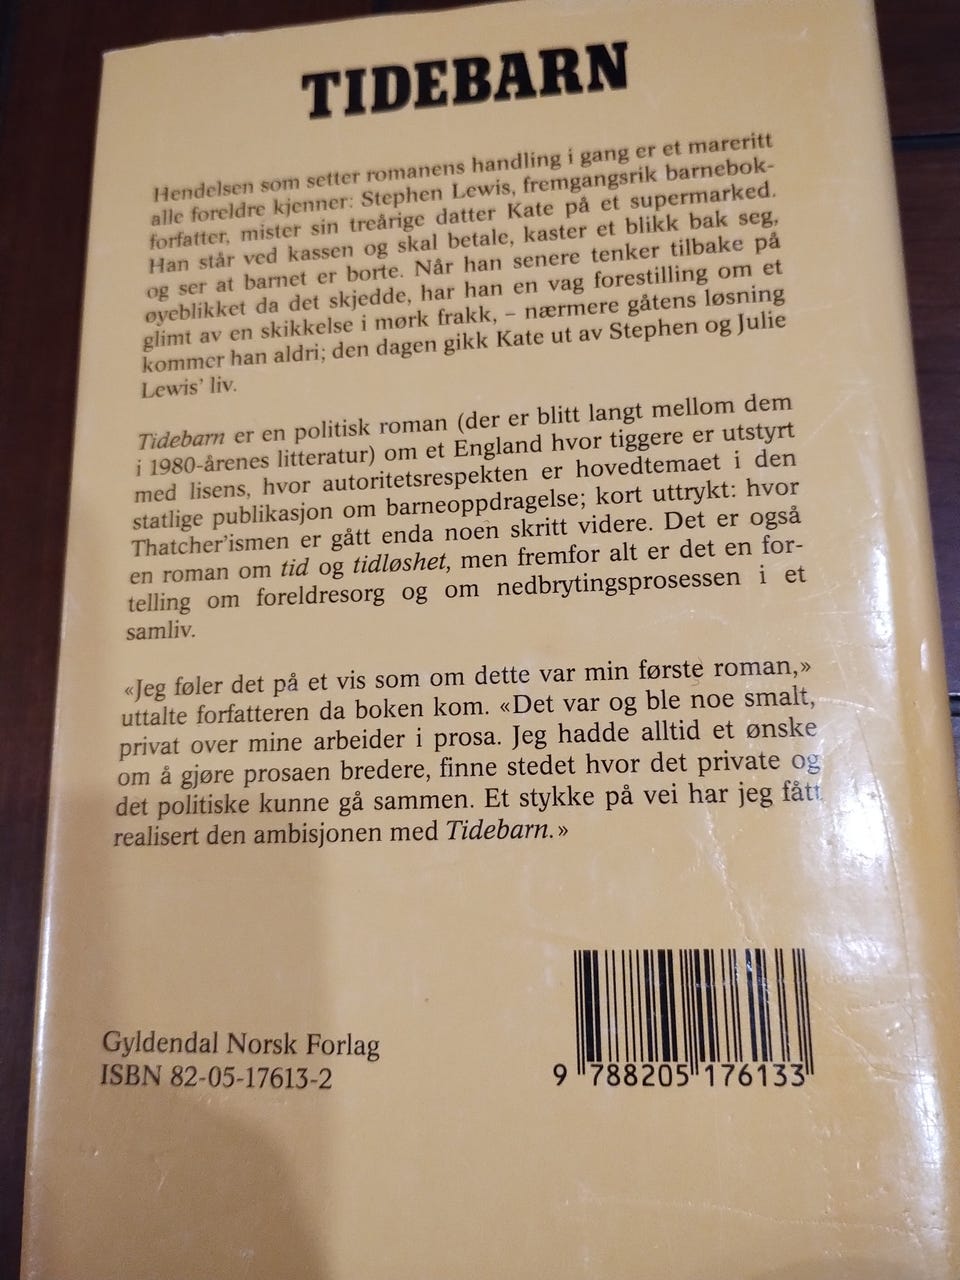 TIDEBARN
Hendelsen som setter romanens handling i gang er et mareritt
alle foreldre kjenner: Stephen Lewis, fremgangsrik barnebok-
forfatter, mister sin treårige datter Kate på et supermarked.
Han står ved kassen og skal betale, kaster et blikk bak seg,
og ser at barnet er borte. Når han senere tenker tilbake på
øyeblikket da det skjedde, har han en vag forestilling om et
glimt av en skikkelse i mørk frakk, – nærmere gåtens løsning
kommer han aldri; den dagen gikk Kate ut av Stephen og Julie
Lewis’ liv.
Tidebarn er en politisk roman (der er blitt langt mellom dem
i 1980-årenes litteratur) om et England hvor tiggere er utstyrt
med lisens, hvor autoritetsrespekten er hovedtemaet i den
statlige publikasjon om barneoppdragelse; kort uttrykt: hvor
Thatcher’ismen er gått enda noen skritt videre. Det er også
en roman om tid og tidløshet, men fremfor alt er det en for-
telling om foreldresorg og om nedbrytingsprosessen i et
samliv.
«Jeg føler det på et vis som om dette var min første roman,»
uttalte forfatteren da boken kom. «Det var og ble noe smalt,
privat over mine arbeider i prosa. Jeg hadde alltid et ønske
om å gjøre prosaen bredere, finne stedet hvor det private og
det politiske kunne gå sammen. Et stykke på vei har jeg fått
realisert den ambisjonen med Tidebarn.»
Gyldendal Norsk Forlag
ISBN 82-05-17613-2
9 788205 176133